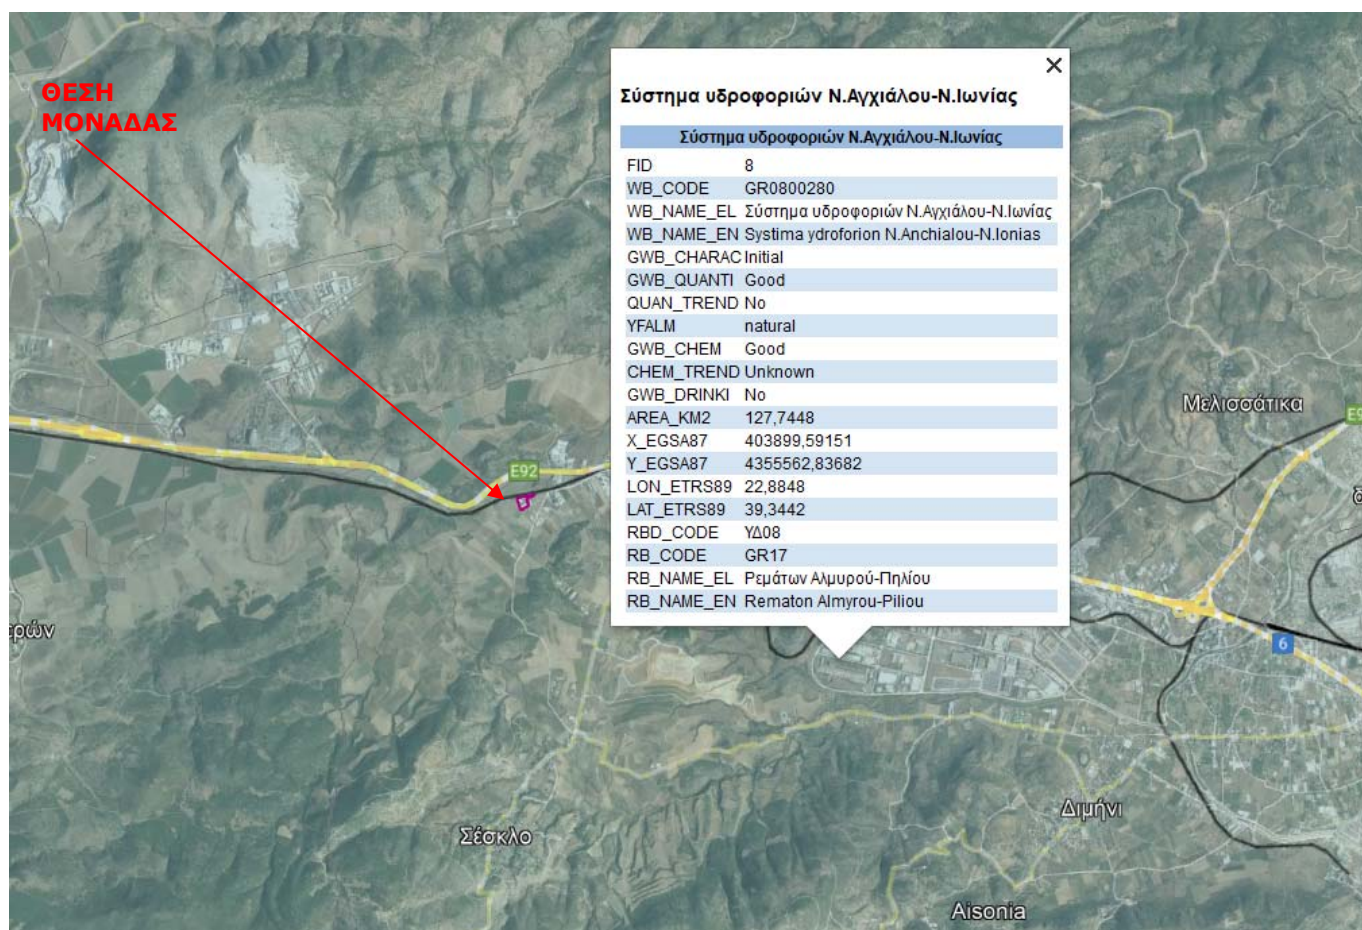 ΘΕΣΗ
ΜΟΝΑΔΑΣ
Σύστημα υδροφοριών Ν.Αγχιάλου-Ν.Ιωνίας
Σύστημα υδροφοριών Ν.Αγχιάλου-Ν.Ιωνίας
FID 8
WB_CODE GR0800280
WB_NAME_EL Σύστημα υδροφοριών Ν.Αγχιάλου-Ν.Ιωνίας
WB_NAME_EN Systima ydroforion N.Anchialou-N.Ionias
GWB_CHARAC Initial
GWB_QUANTI Good
QUAN_TREND No
YFALM natural
GWB_CHEM Good
CHEM_TREND Unknown
GWB_DRINKI No
AREA_KM2 127,7448
X_EGSA87 403899,59151
Y_EGSA87 4355562,83682
LON_ETRS89 22,8848
LAT_ETRS89 39,3442
RBD_CODE ΥΔ08
RB_CODE GR17
RB_NAME_EL Ρεμάτων Αλμυρού-Πηλίου
RB_NAME_EN Rematon Almyrou-Piliou
Μελισσάτικα
E92
6
ερών
Σέσκλο
Διμήνι
Aisonia